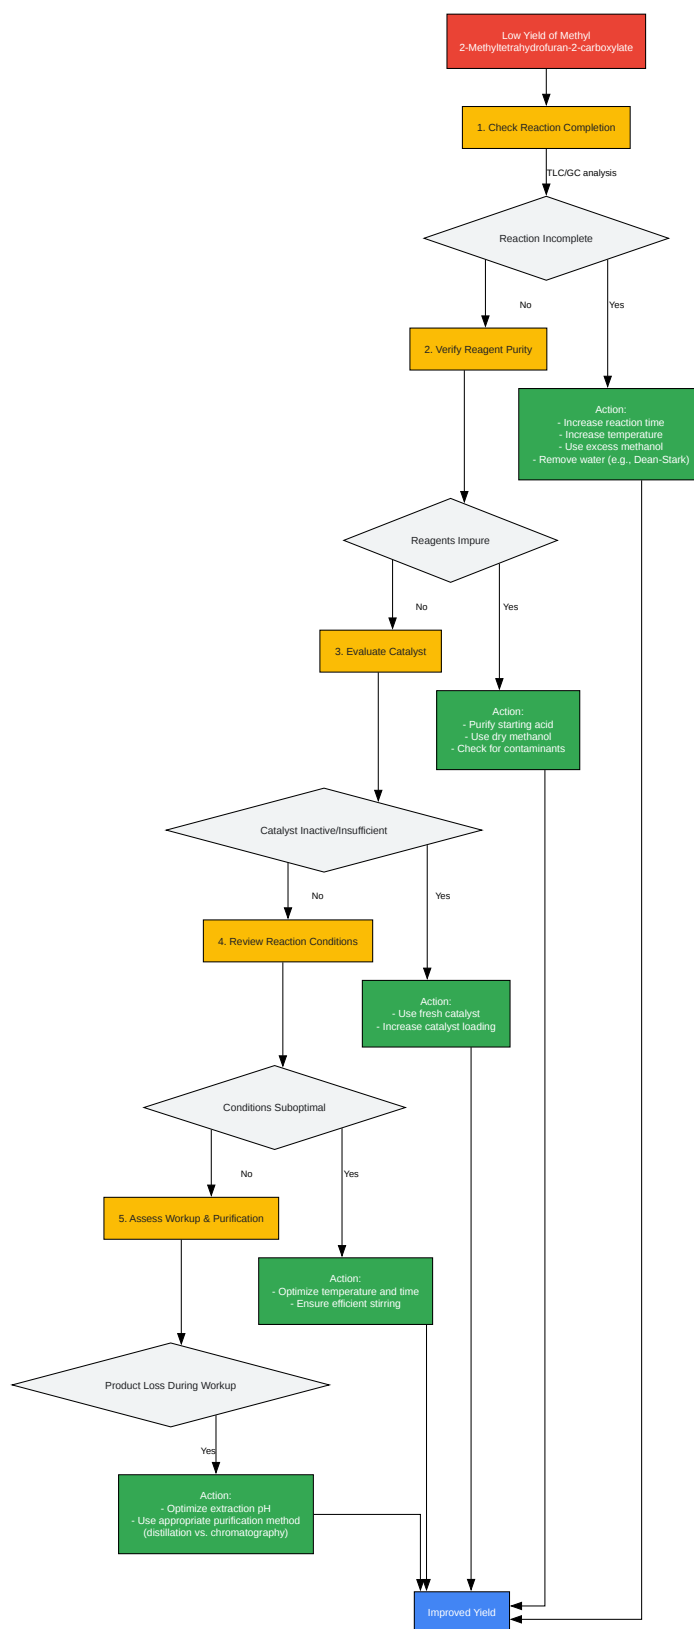 Low Yield of Methyl
2-Methyltetrahydrofuran-2-carboxylate
1. Check Reaction Completion
TLC/GC analysis
Reaction Incomplete
No
Yes
2. Verify Reagent Purity
Action:
- Increase reaction time
- Increase temperature
- Use excess methanol
- Remove water (e.g., Dean-Stark)
Reagents Impure
No
Yes
3. Evaluate Catalyst
Action:
- Purify starting acid
- Use dry methanol
- Check for contaminants
Catalyst Inactive/Insufficient
No
Yes
4. Review Reaction Conditions
Action:
- Use fresh catalyst
- Increase catalyst loading
Conditions Suboptimal
No
Yes
5. Assess Workup & Purification
Action:
- Optimize temperature and time
- Ensure efficient stirring
Product Loss During Workup
Yes
Action:
- Optimize extraction pH
- Use appropriate purification method
(distillation vs. chromatography)
Improved Yield